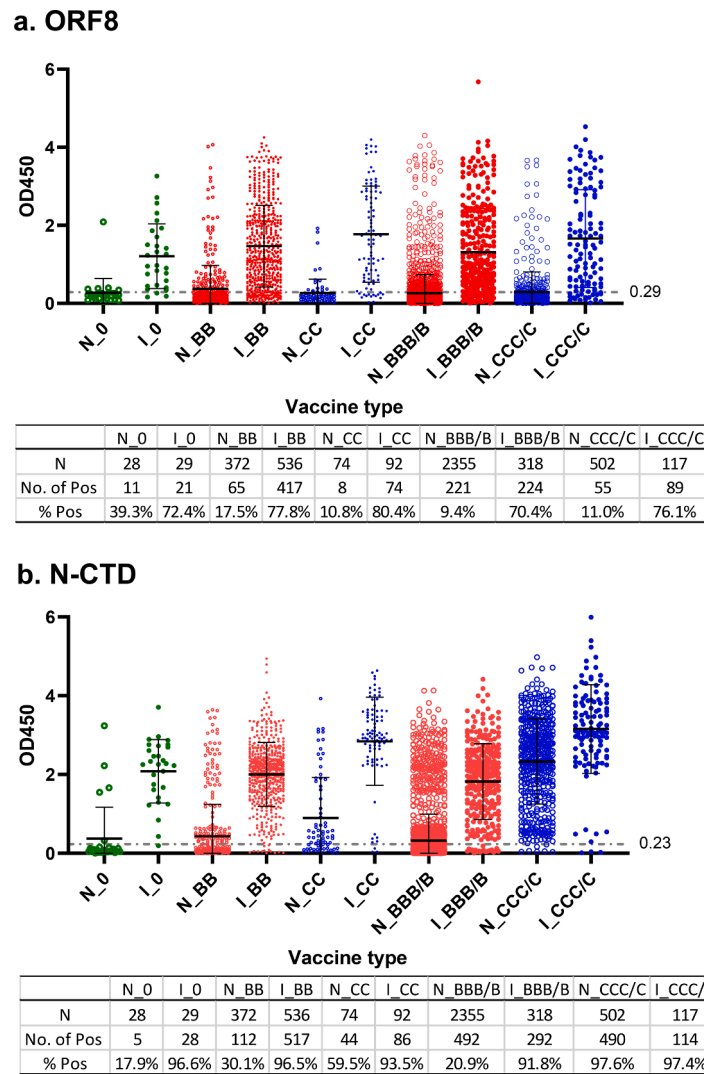 a. ORF8
6
4
2
0
OD450
0.29
N_0 I_0 N_BB I_BB N_CC I_CC N_BBB/B I_BBB/B N_CCC/C I_CCC/C
Vaccine type
N_0 I_0 N_BB I_BB N_CC I_CC N_BBB/B I_BBB/B N_CCC/C I_CCC/C
N 28 29 372 536 74 92 2355 318 502 117
No. of Pos 11 21 65 417 8 74 221 224 55 89
% Pos 39.3% 72.4% 17.5% 77.8% 10.8% 80.4% 9.4% 70.4% 11.0% 76.1%
b. N-CTD
6
4
2
0
OD450
0.23
N_0 I_0 N_BB I_BB N_CC I_CC N_BBB/B I_BBB/B N_CCC/C I_CCC/C
Vaccine type
N_0 I_0 N_BB I_BB N_CC I_CC N_BBB/B I_BBB/B N_CCC/C I_CCC/
N 28 29 372 536 74 92 2355 318 502 117
No. of Pos 5 28 112 517 44 86 492 292 490 114
% Pos 17.9% 96.6% 30.1% 96.5% 59.5% 93.5% 20.9% 91.8% 97.6% 97.4%